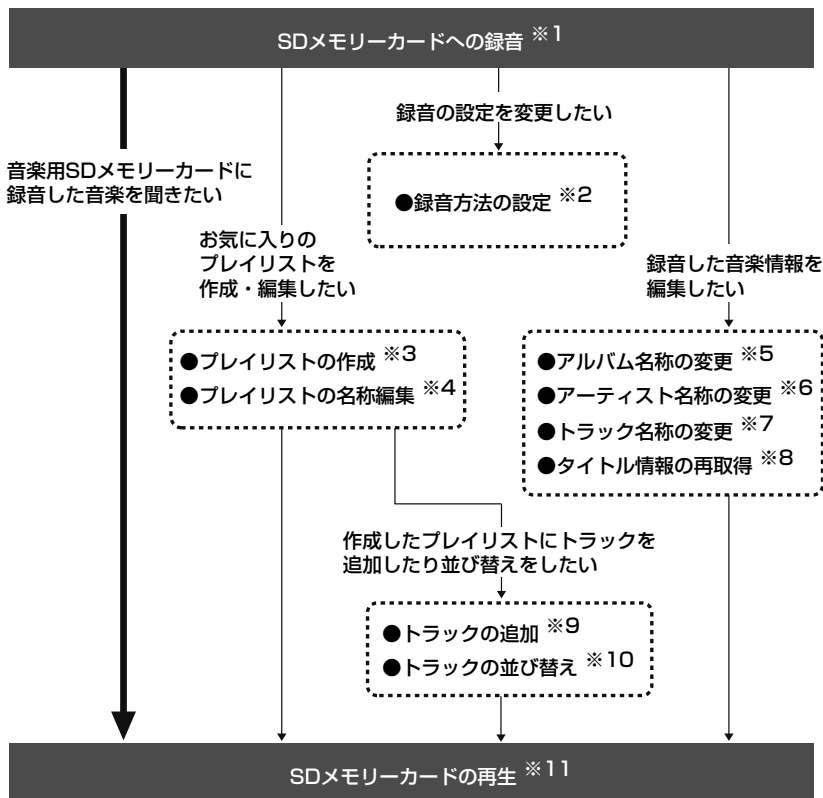 SDメモリーカードへの録音 ※1
録音の設定を変更したい
音楽用SDメモリーカードに
録音した音楽を聞きたい
●録音方法の設定 ※2
お気に入りの
プレイリストを
作成・編集したい
録音した音楽情報を
編集したい
●プレイリストの作成 ※3
●プレイリストの名称編集 ※4
●アルバム名称の変更 ※5
●アーティスト名称の変更 ※6
●トラック名称の変更 ※7
●タイトル情報の再取得 ※8
作成したプレイリストにトラックを
追加したり並び替えをしたい
●トラックの追加 ※9
●トラックの並び替え ※10
SDメモリーカードの再生 ※11